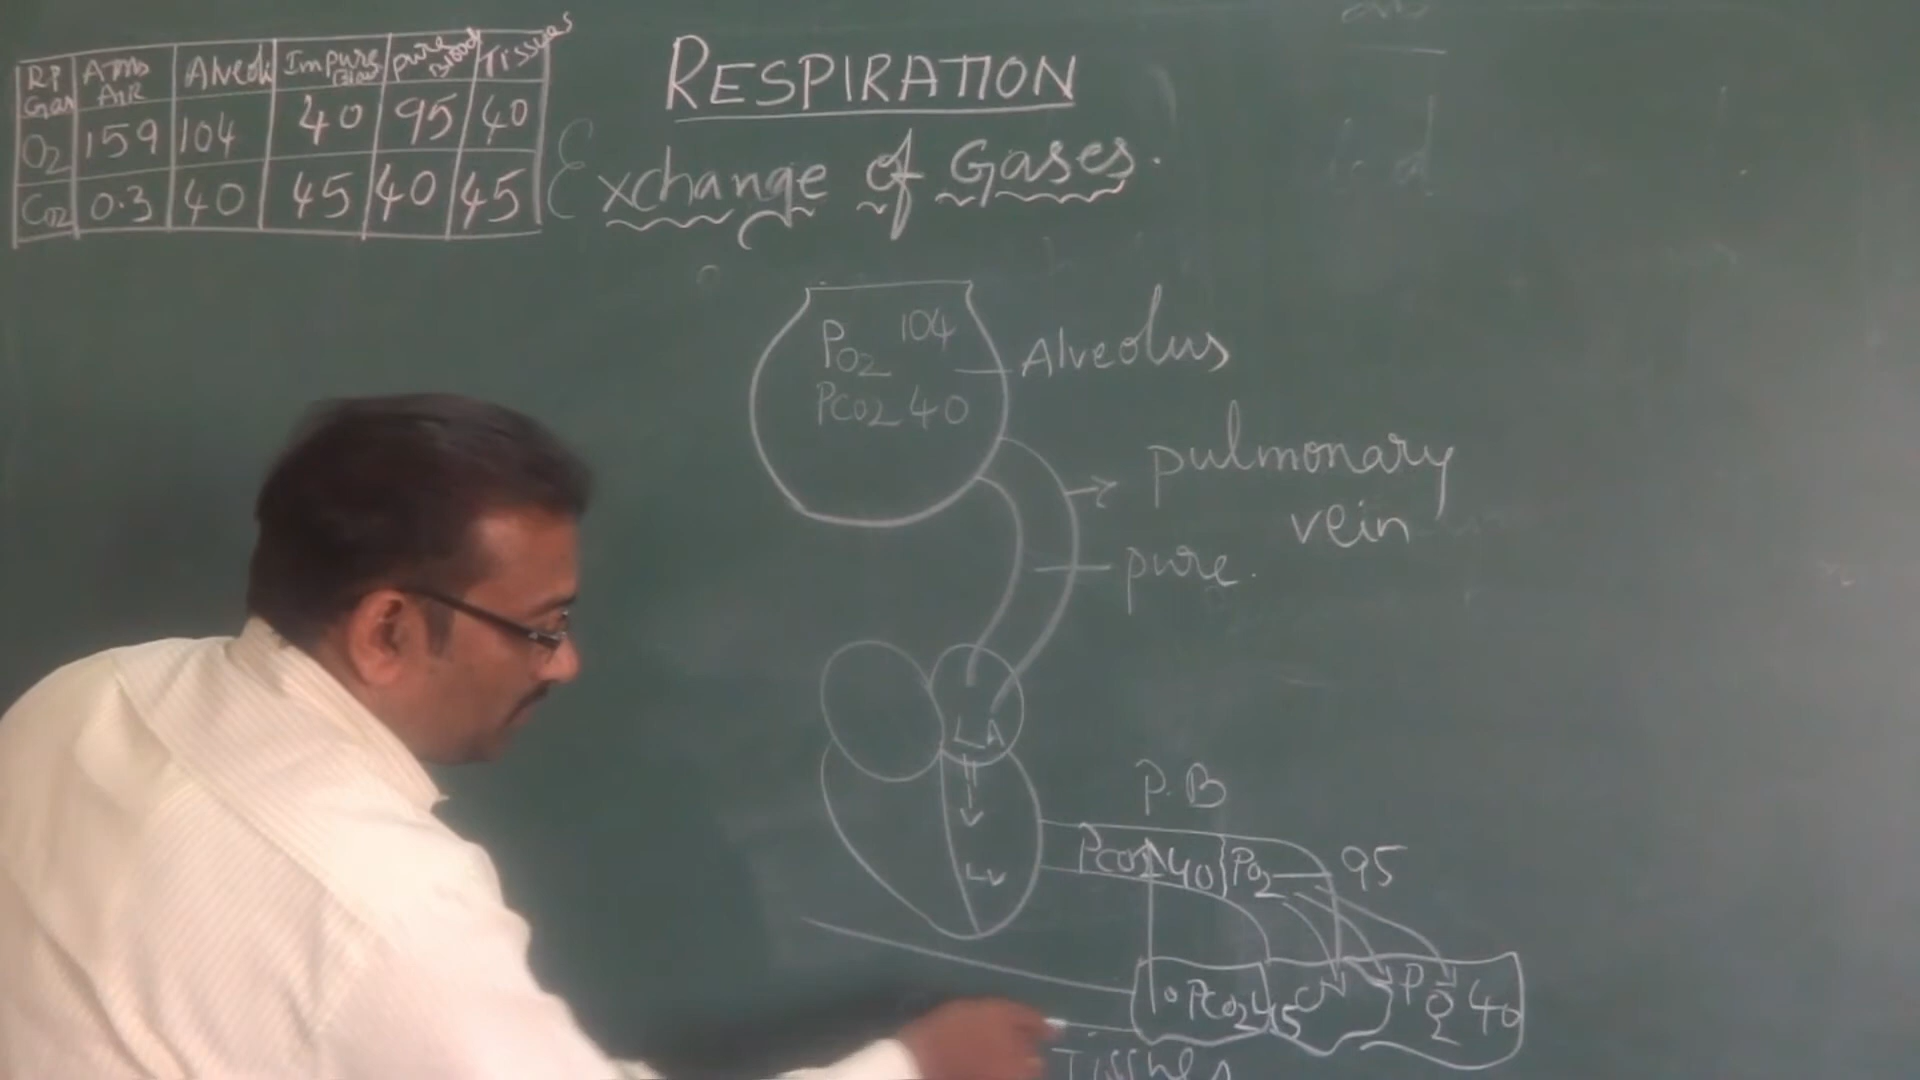 RP Gas Atms AIR Alveoli Impure Blood pure Blood Tissues
O2 159 104 40 95 40
CO2 0.3 40 45 40 45
RESPIRATION
Exchange of Gases.
PO2 104
Alveolus
PCO2 40
pulmonary
vein
pure.
LA
P.B
LV
PCO2 40 PO2 95
PCO2 45 PO2 40
Tissues